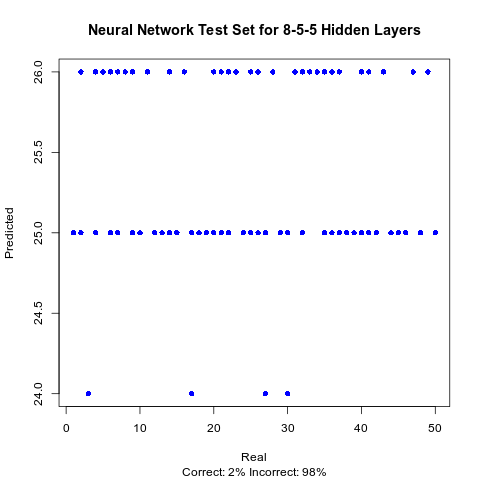 Neural Network Test Set for 8-5-5 Hidden Layers
26.0
25.5
25.0
24.5
24.0
Predicted
0 10 20 30 40 50
Real
Correct: 2% Incorrect: 98%